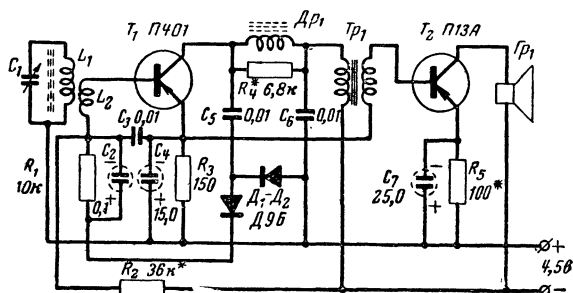 T₁ П401
Др₁
Тр₁
T₂ П13А
Гр₁
C₁
L₁
L₂
R₄* 6,8к
C₃ 0,01
C₅ 0,01
C₆ 0,01
R₁ 10к
C₂ 0,1
C₄ 15,0
R₃ 150
Д₁-Д₂ Д9Б
C₇ 25,0
R₅ 100*
R₂ 36к*
4,5в